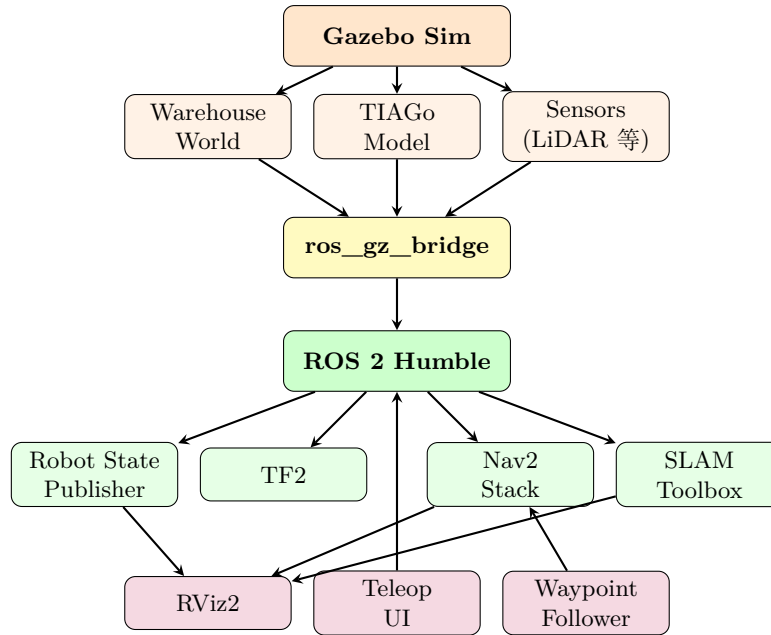 Gazebo Sim
Warehouse
World
TIAGo
Model
Sensors
(LiDAR 等)
ros_gz_bridge
ROS 2 Humble
Robot State
Publisher
TF2
Nav2
Stack
SLAM
Toolbox
RViz2
Teleop
UI
Waypoint
Follower